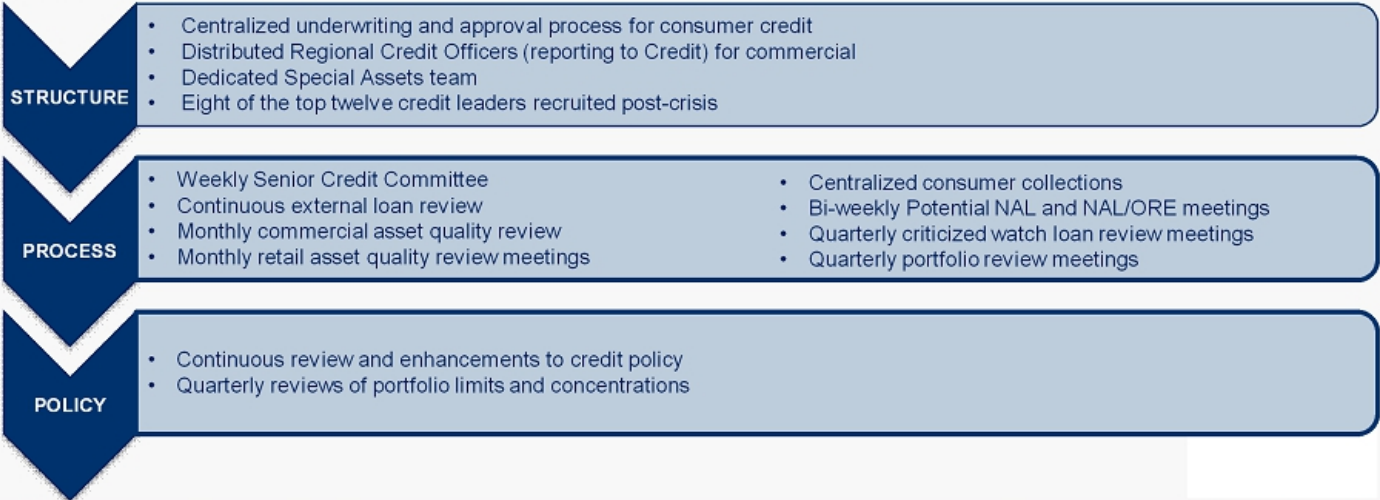 STRUCTURE
• Centralized underwriting and approval process for consumer credit
• Distributed Regional Credit Officers (reporting to Credit) for commercial
• Dedicated Special Assets team
• Eight of the top twelve credit leaders recruited post-crisis
PROCESS
• Weekly Senior Credit Committee
• Continuous external loan review
• Monthly commercial asset quality review
• Monthly retail asset quality review meetings
• Centralized consumer collections
• Bi-weekly Potential NAL and NAL/ORE meetings
• Quarterly criticized watch loan review meetings
• Quarterly portfolio review meetings
POLICY
• Continuous review and enhancements to credit policy
• Quarterly reviews of portfolio limits and concentrations